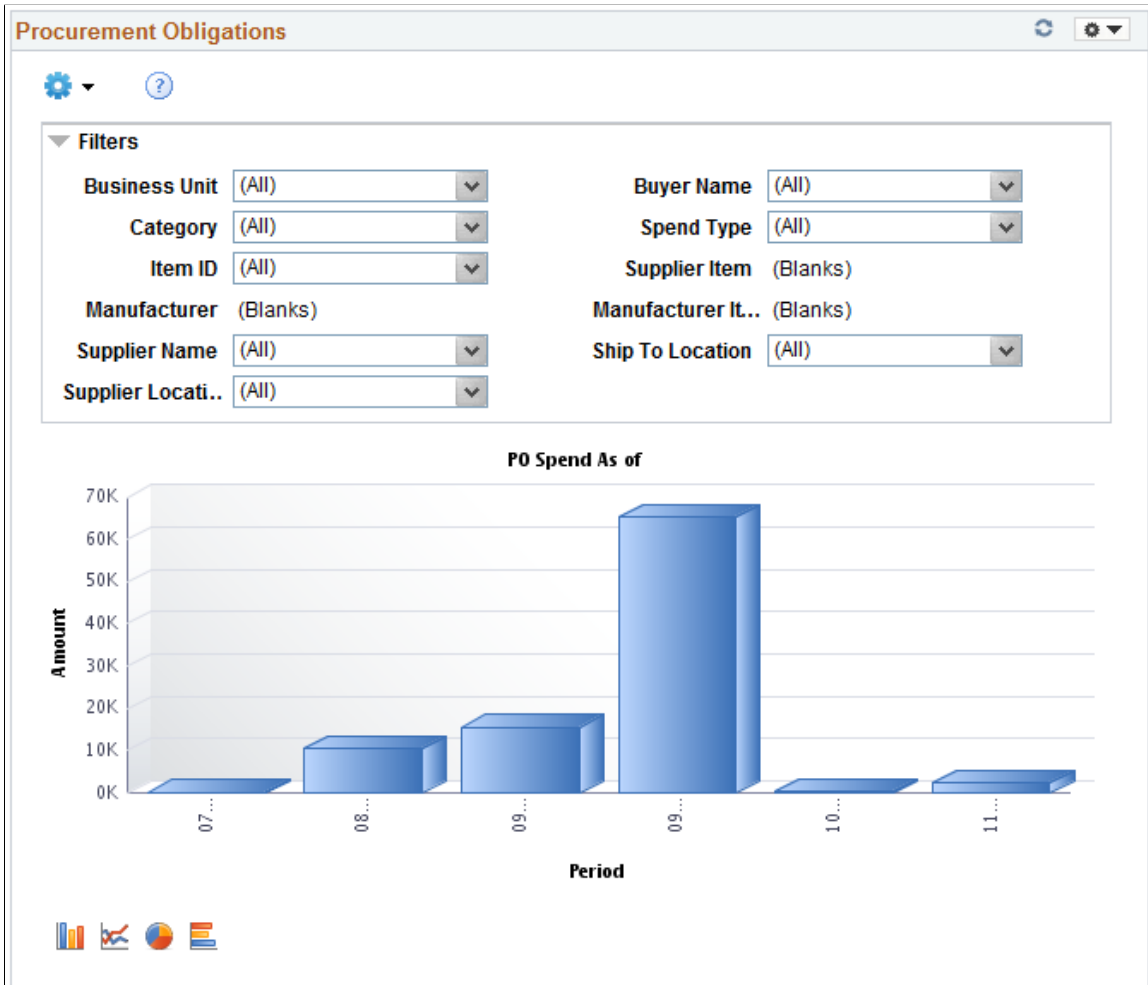 Procurement Obligations
Filters
Business Unit (All) Buyer Name (All)
Category (All) Spend Type (All)
Item ID (All) Supplier Item (Blanks)
Manufacturer (Blanks) Manufacturer It... (Blanks)
Supplier Name (All) Ship To Location (All)
Supplier Locati... (All)
PO Spend As of
70K
60K
50K
40K
30K
20K
10K
0K
Amount
07... 08... 09... 09... 10... 11...
Period